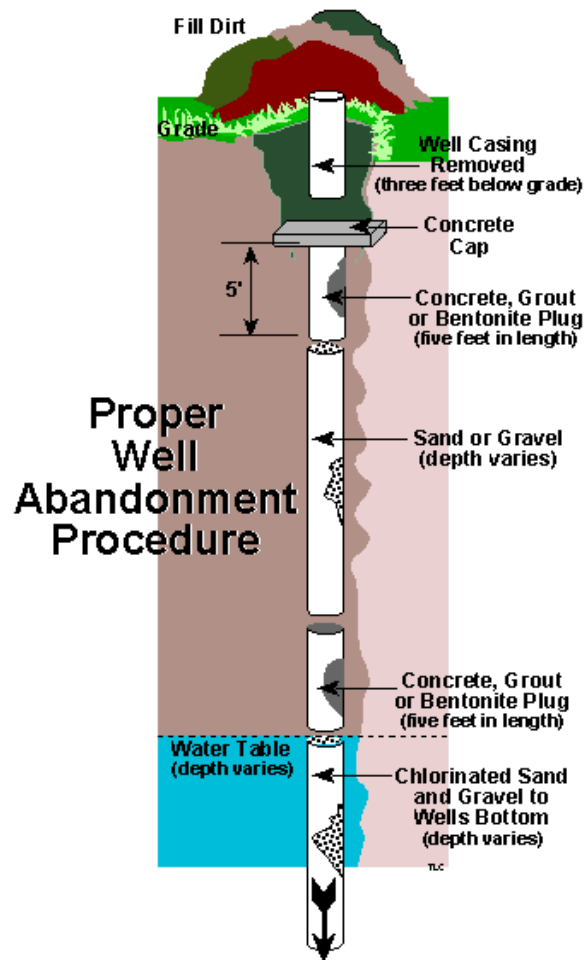 Fill Dirt
Grade
Well Casing
Removed
(three feet below grade)
Concrete
Cap
5'
Concrete, Grout
or Bentonite Plug
(five feet in length)
Proper
Well
Abandonment
Procedure
Sand or Gravel
(depth varies)
Concrete, Grout
or Bentonite Plug
(five feet in length)
Water Table
(depth varies)
Chlorinated Sand
and Gravel to
Wells Bottom
(depth varies)
TLC